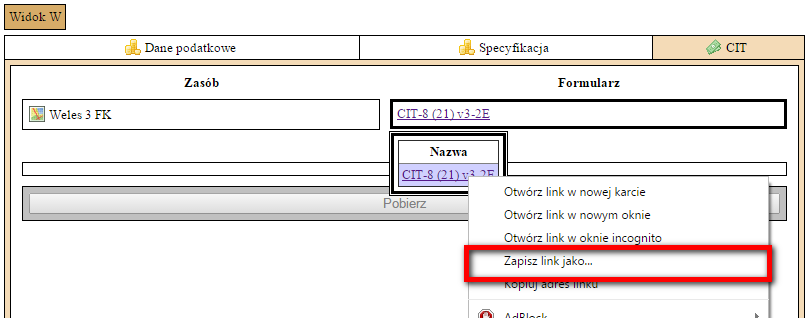 Widok W
Dane podatkowe
Specyfikacja
CIT
Zasób
Formularz
Weles 3 FK
CIT-8 (21) v3-2E
Nazwa
CIT-8 (21) v3-2E
Pobierz
Otwórz link w nowej karcie
Otwórz link w nowym oknie
Otwórz link w oknie incognito
Zapisz link jako...
Kopiuj adres linku
AdBlock